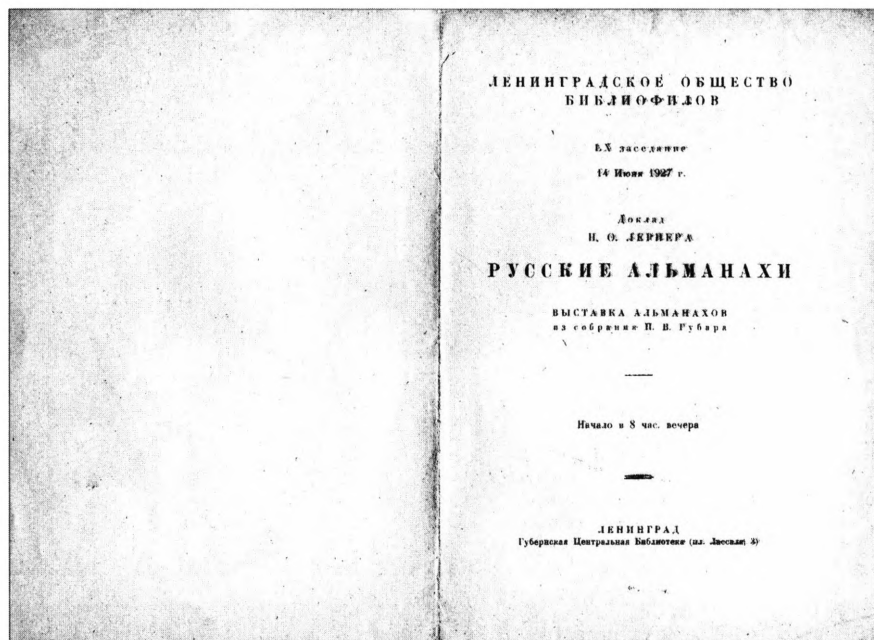 ЛЕНИНГРАДСКОЕ ОБЩЕСТВО
БИБЛИОФИЛОВ
заседание
14 Июня 1927 г.
Доклад
Н. О. ЛЕРНЕРА
РУССКИЕ АЛЬМАНАХИ
ВЫСТАВКА АЛЬМАНАХОВ
из собрания П. В. Губара
Начало в 8 час. вечера
ЛЕНИНГРАД
Губернская Центральная Библиотека (пл. Лассаля, 3)